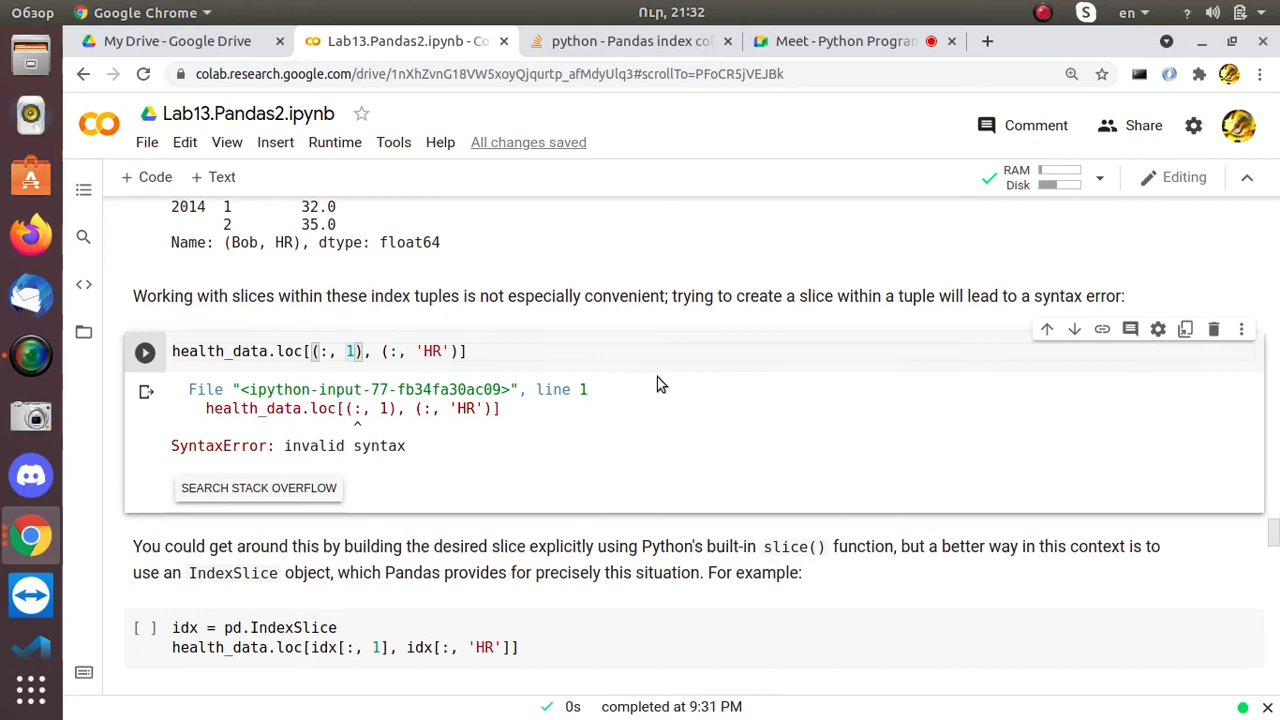 Обзор
Google Chrome
Ուր, 21:32
en
My Drive - Google Drive
Lab13.Pandas2.ipynb - Co
python - Pandas index col
Meet - Python Program
colab.research.google.com/drive/1nXhZvnG18VW5xoyQjqurtp_afMdyUlq3#scrollTo=PFoCR5jVEJBk
Lab13.Pandas2.ipynb
Comment
Share
File Edit View Insert Runtime Tools Help All changes saved
+ Code + Text
RAM
Disk
Editing
2014 1 32.0
2 35.0
Name: (Bob, HR), dtype: float64
Working with slices within these index tuples is not especially convenient; trying to create a slice within a tuple will lead to a syntax error:
health_data.loc[(:, 1), (:, 'HR')]
File "<ipython-input-77-fb34fa30ac09>", line 1
health_data.loc[(:, 1), (:, 'HR')]
^
SyntaxError: invalid syntax
SEARCH STACK OVERFLOW
You could get around this by building the desired slice explicitly using Python's built-in slice() function, but a better way in this context is to
use an IndexSlice object, which Pandas provides for precisely this situation. For example:
[ ] idx = pd.IndexSlice
health_data.loc[idx[:, 1], idx[:, 'HR']]
0s completed at 9:31 PM